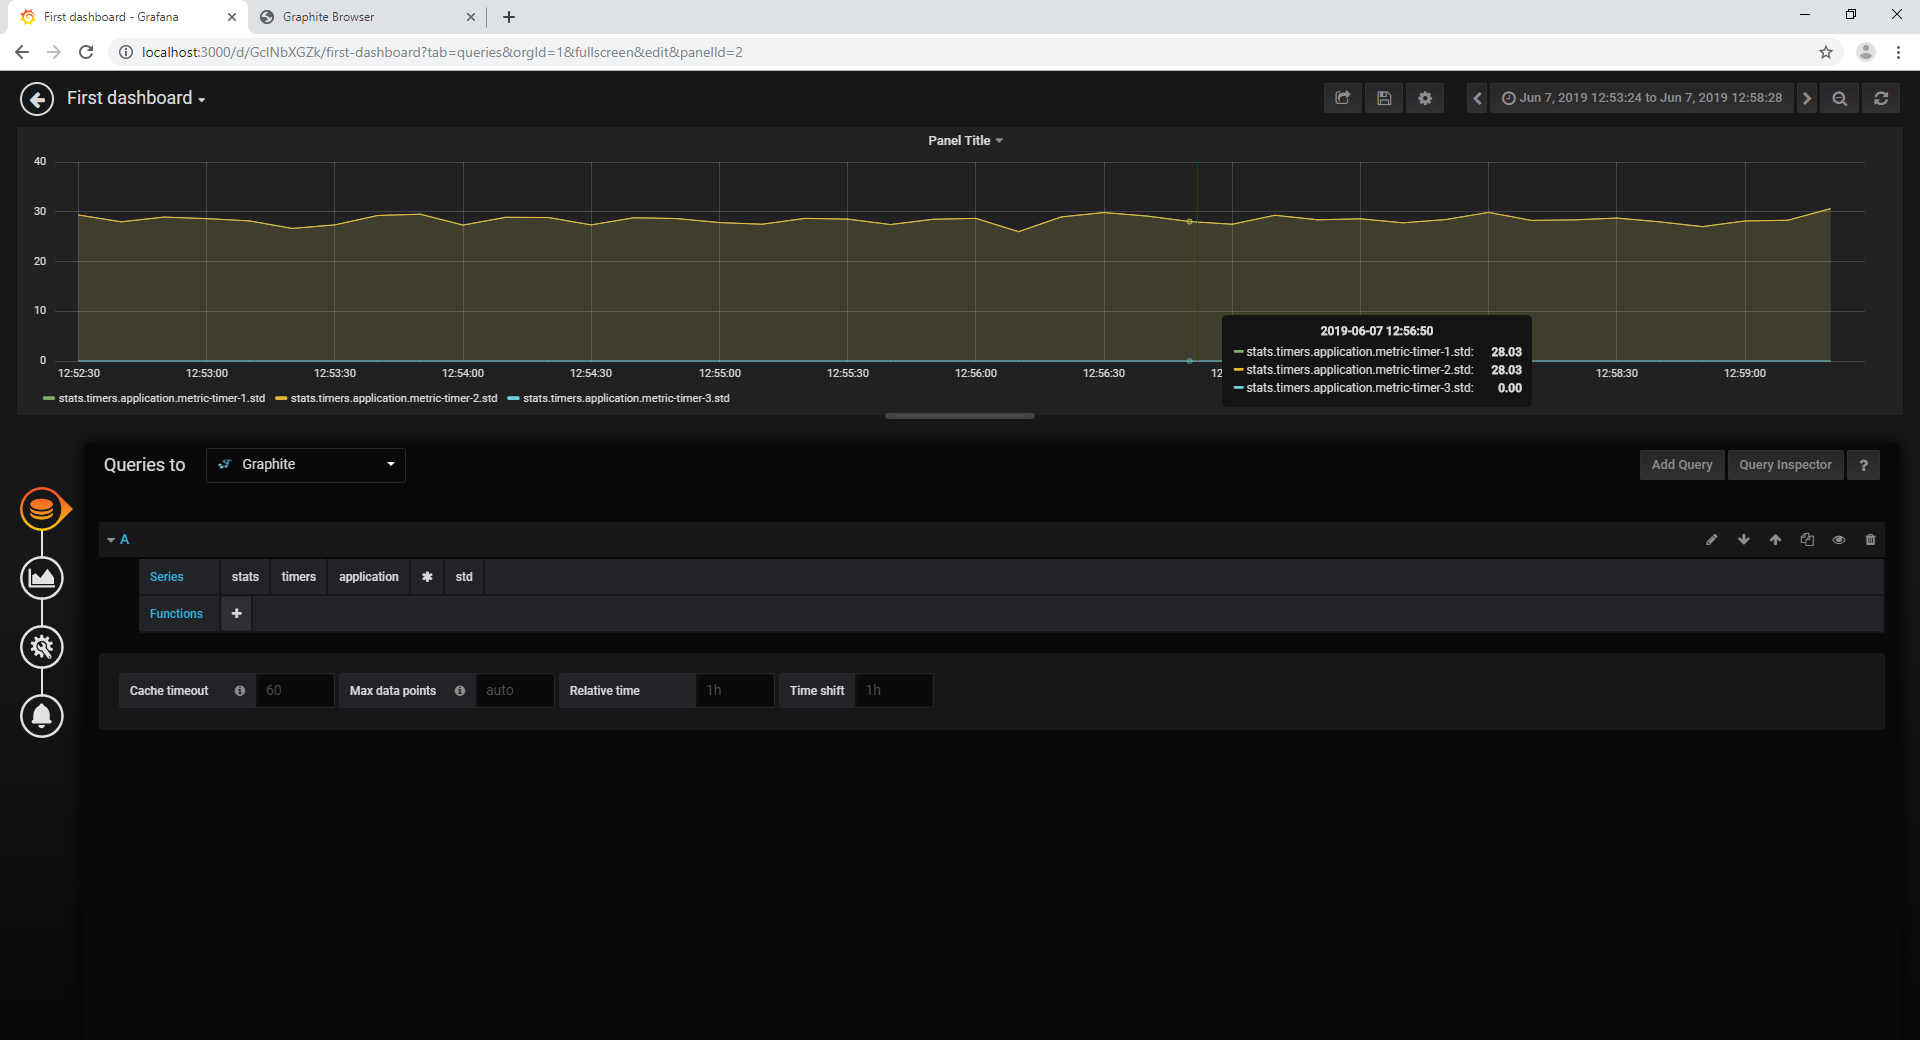 First dashboard - Grafana
Graphite Browser
localhost:3000/d/GclNbXGZk/first-dashboard?tab=queries&orgId=1&fullscreen&edit&panelId=2
First dashboard
Jun 7, 2019 12:53:24 to Jun 7, 2019 12:58:28
Panel Title
40
30
20
10
0
12:52:30 12:53:00 12:53:30 12:54:00 12:54:30 12:55:00 12:55:30 12:56:00 12:56:30 12 12:58:30 12:59:00
2019-06-07 12:56:50
stats.timers.application.metric-timer-1.std: 28.03
stats.timers.application.metric-timer-2.std: 28.03
stats.timers.application.metric-timer-3.std: 0.00
stats.timers.application.metric-timer-1.std stats.timers.application.metric-timer-2.std stats.timers.application.metric-timer-3.std
Queries to Graphite
Add Query Query Inspector ?
A
Series stats timers application * std
Functions +
Cache timeout 60 Max data points auto Relative time 1h Time shift 1h